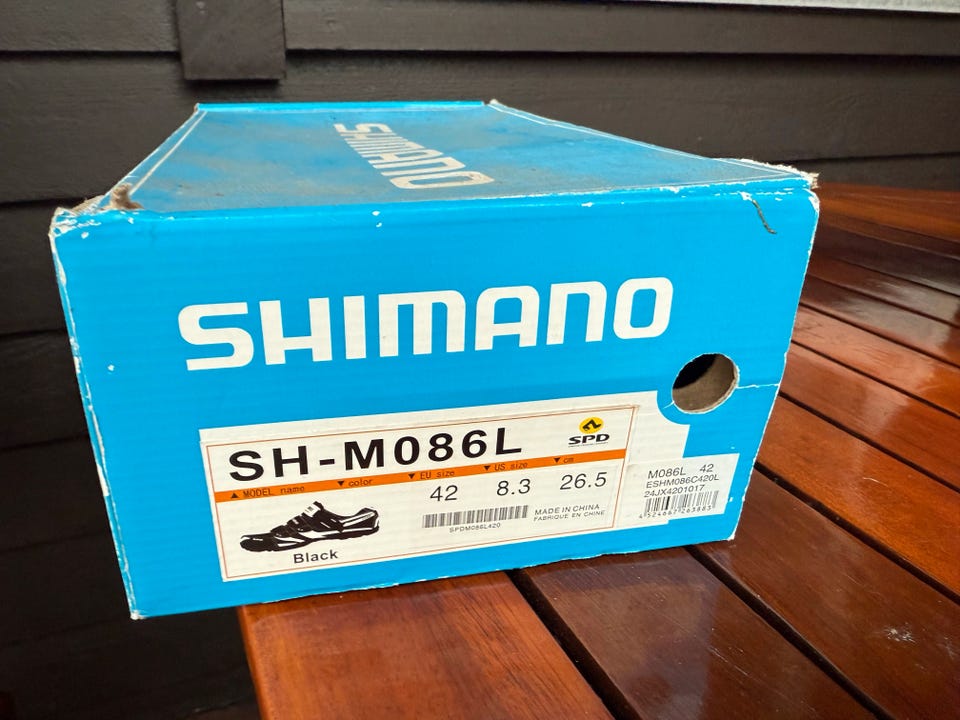 SHIMANO
SHIMANO
SH-M086L
SPD
▲ MODEL name ▼ color ▼ EU size ▼ US size ▼ cm
42 8.3 26.5
SPDM086L420
MADE IN CHINA
FABRIQUE EN CHINE
Black
M086L 42
ESHM086C420L
24JX4201017
4524667263883